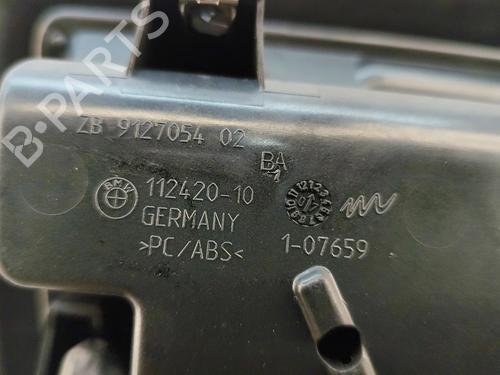 B-PARTS
ZB 9127054 02
BA
1
BMW
112420-10
GERMANY
>PC/ABS<
1-07659